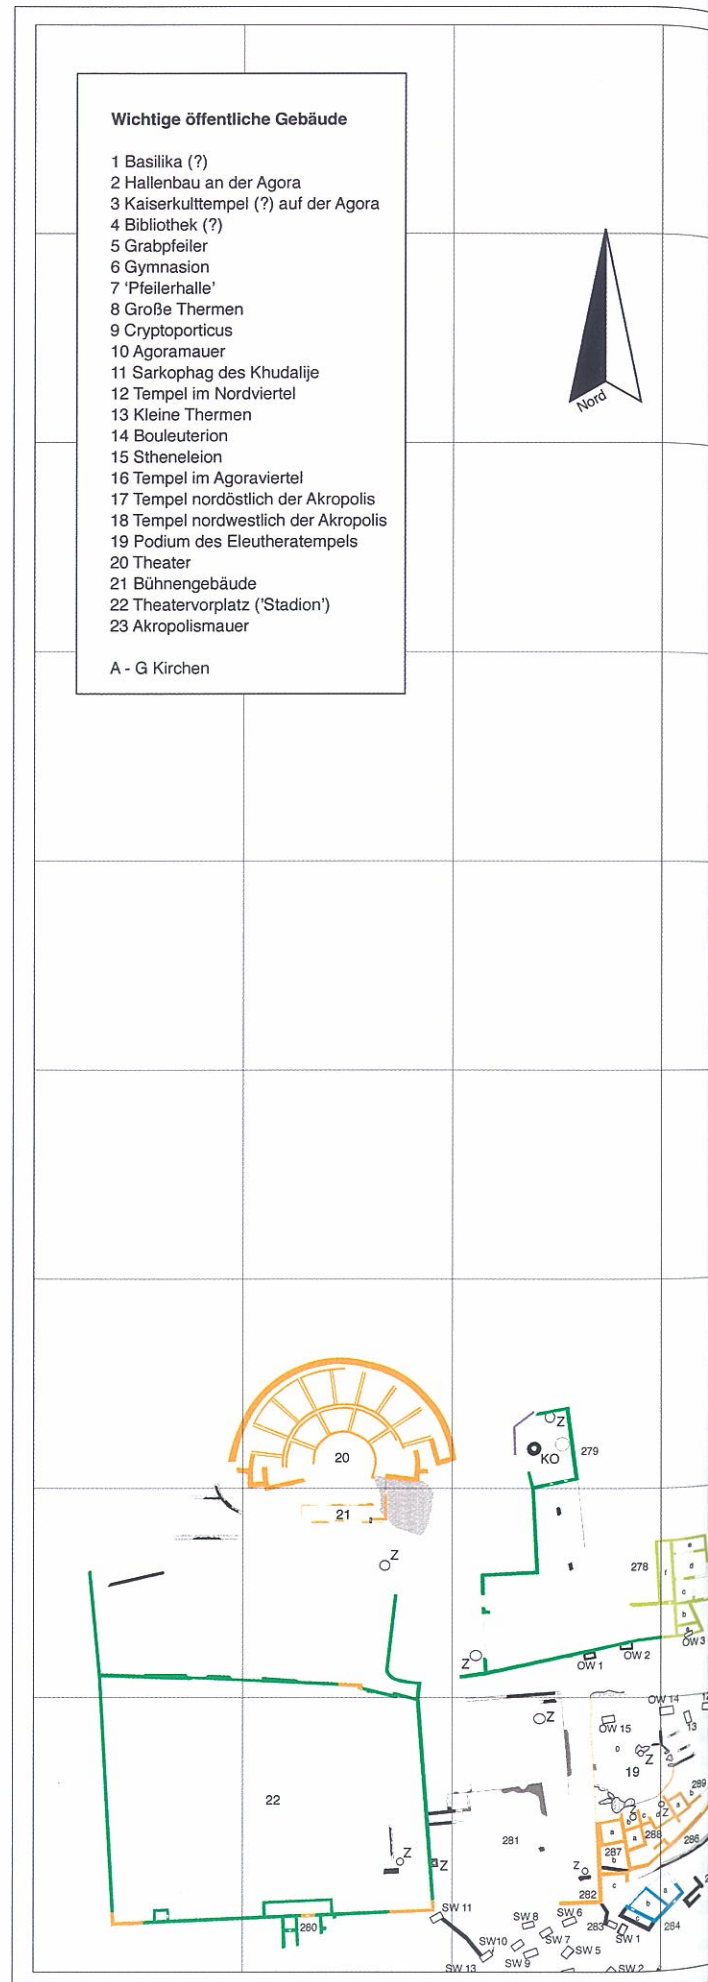 Wichtige öffentliche Gebäude
1 Basilika (?)
2 Hallenbau an der Agora
3 Kaiserkulttempel (?) auf der Agora
4 Bibliothek (?)
5 Grabpfeiler
6 Gymnasion
7 'Pfeilerhalle'
8 Große Thermen
9 Cryptoporticus
10 Agoramauer
11 Sarkophag des Khudalije
12 Tempel im Nordviertel
13 Kleine Thermen
14 Bouleuterion
15 Stheneleion
16 Tempel im Agoraviertel
17 Tempel nordöstlich der Akropolis
18 Tempel nordwestlich der Akropolis
19 Podium des Eleutheratempels
20 Theater
21 Bühnengebäude
22 Theatervorplatz ('Stadion')
23 Akropolismauer
A - G Kirchen
Nord
Z
KO
279
20
21
Z
278
e
d
f
c
b
a
OW 3
OW 2
OW 1
Z
OW 14
13
OW 15
Z
D
Z
19
22
281
289
b
a
c
d
b
Z
Z
a
a
288
286
287
b
Z
Z
Z
c
282
a
b
c
284
283
SW 1
SW 11
SW 8
SW 6
SW 7
SW 5
SW10
SW 9
SW 13
SW 2
280